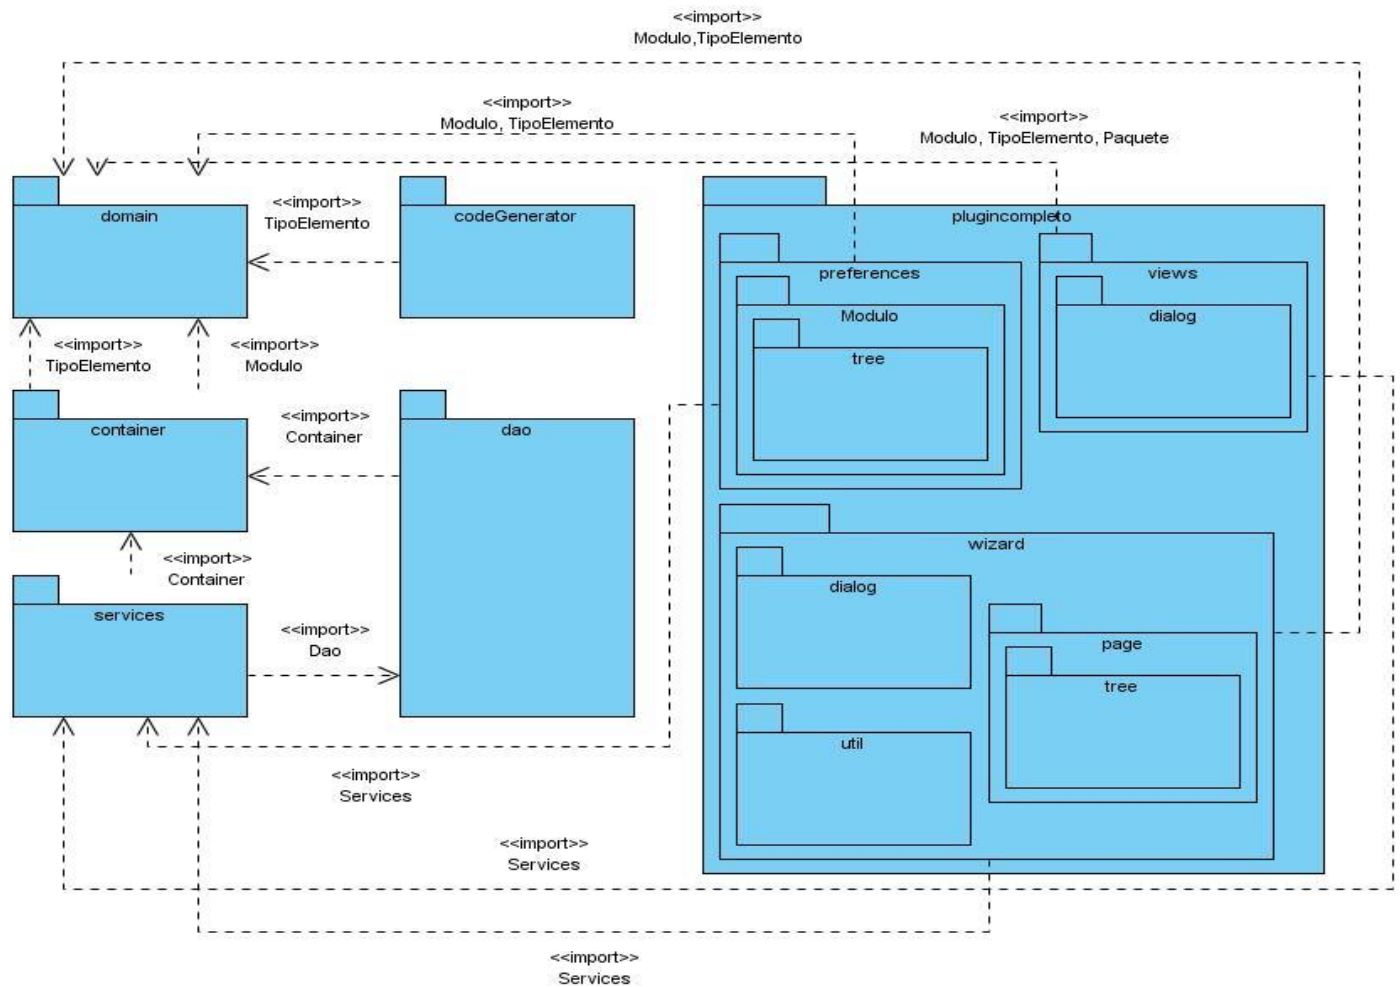 <<import>>
Modulo,TipoElemento
<<import>>
Modulo, TipoElemento
<<import>>
Modulo, TipoElemento, Paquete
domain
<<import>>
TipoElemento
codeGenerator
plugincompleto
preferences
Modulo
tree
views
dialog
<<import>>
TipoElemento
<<import>>
Modulo
container
<<import>>
Container
dao
<<import>>
Container
services
<<import>>
Dao
wizard
dialog
page
tree
util
<<import>>
Services
<<import>>
Services
<<import>>
Services